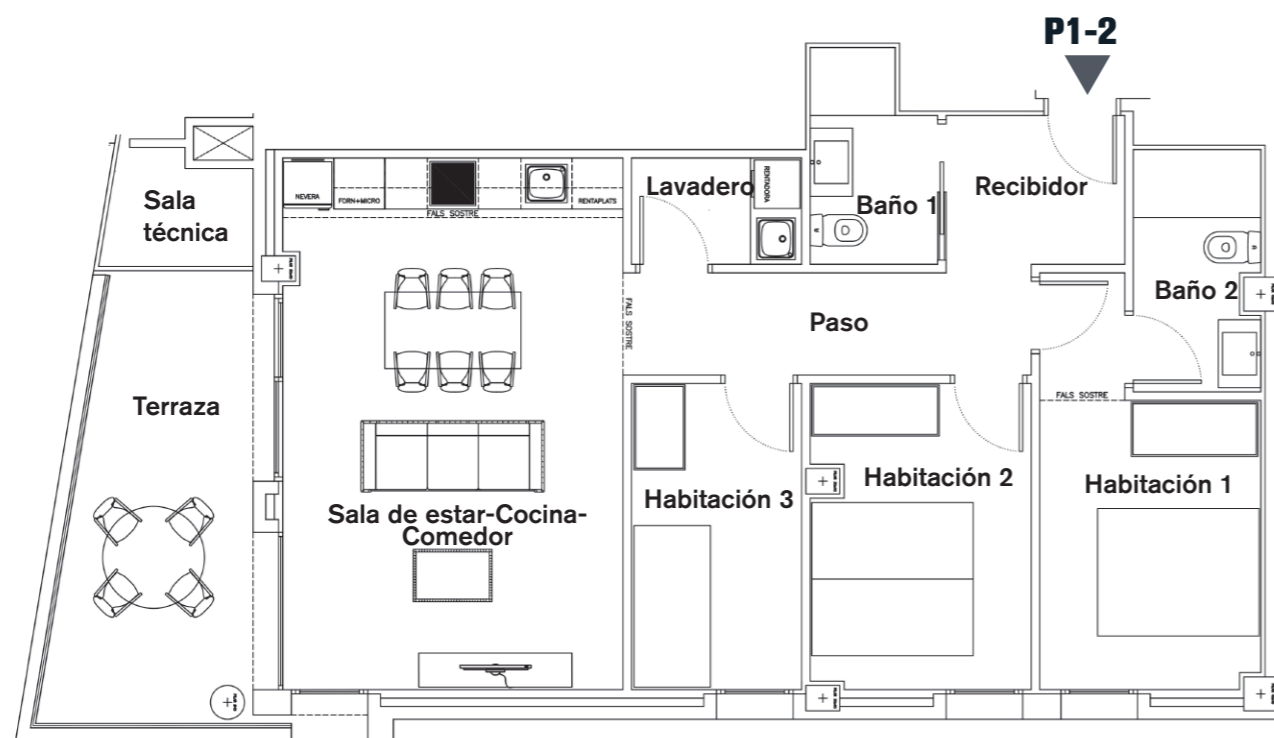 P1-2
Sala
técnica
NEVERA
FORN+MICRO
RENTAPLATS
FALS SOSTRE
Lavadero
RENTADORA
Baño 1
Recibidor
Baño 2
FALS SOSTRE
Paso
Terraza
FALS SOSTRE
Sala de estar-Cocina-
Comedor
Habitación 3
Habitación 2
Habitación 1